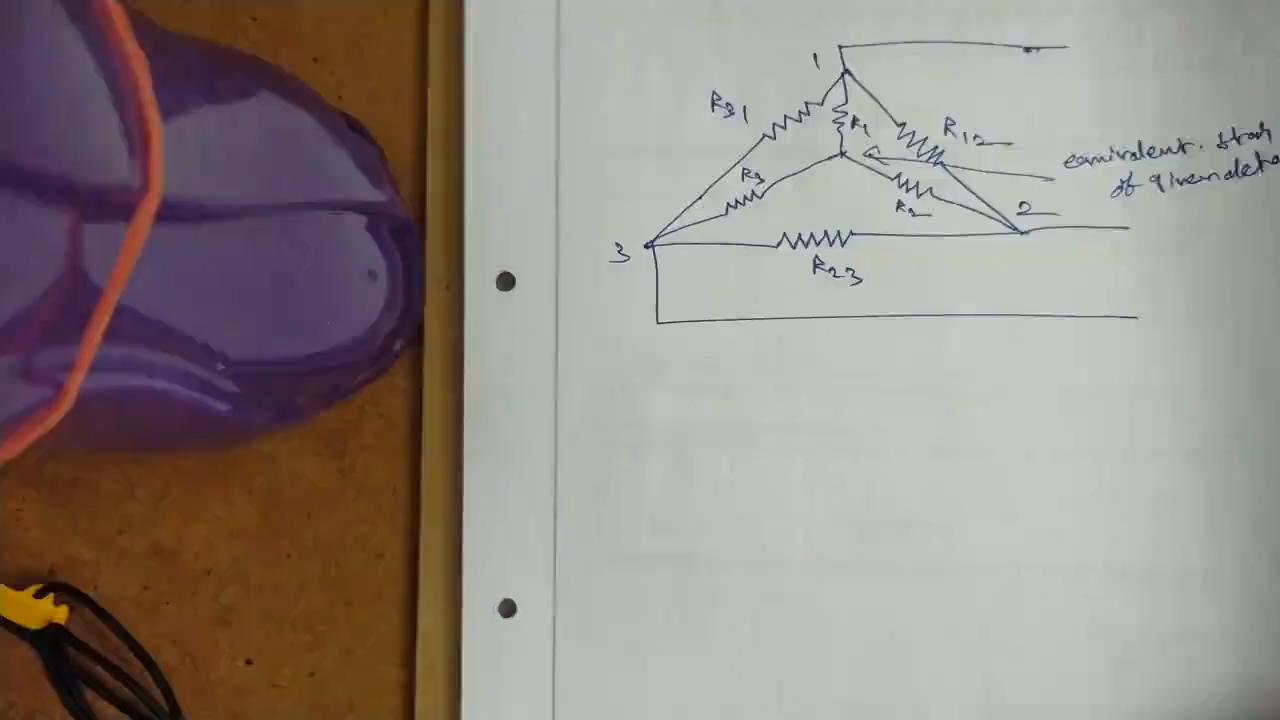 1
R31
R1
R12
equivalent. star
of given delta
R3
R2
2
3
R23